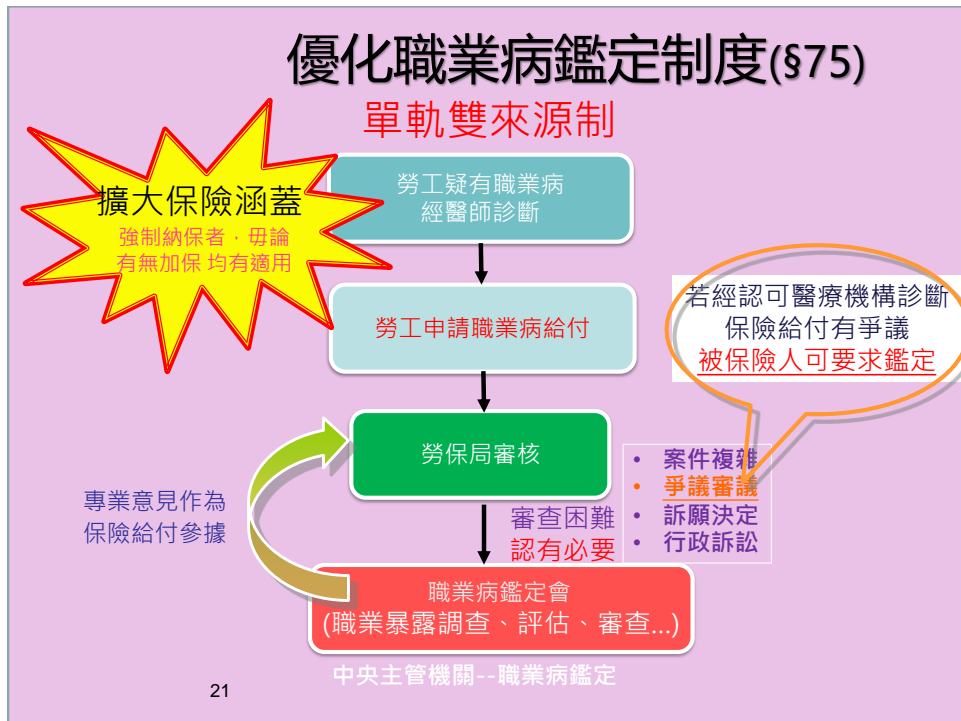 優化職業病鑑定制度(§75)
單軌雙來源制
擴大保險涵蓋
強制納保者，毋論
有無加保 均有適用
勞工疑有職業病
經醫師診斷
勞工申請職業病給付
若經認可醫療機構診斷
保險給付有爭議
被保險人可要求鑑定
勞保局審核
• 案件複雜
• 爭議審議
• 訴願決定
• 行政訴訟
專業意見作為
保險給付參據
審查困難
認有必要
職業病鑑定會
(職業暴露調查、評估、審查...)
中央主管機關--職業病鑑定
21